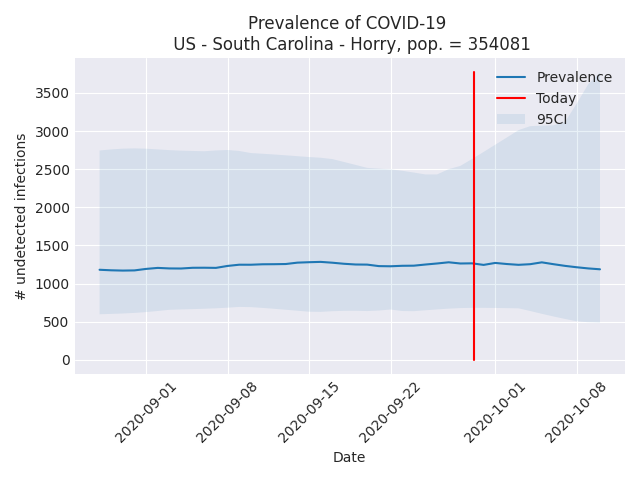 Prevalence of COVID-19
US - South Carolina - Horry, pop. = 354081
Prevalence
Today
95CI
3500
3000
2500
2000
1500
1000
500
0
# undetected infections
2020-09-01
2020-09-08
2020-09-15
2020-09-22
2020-10-01
2020-10-08
Date